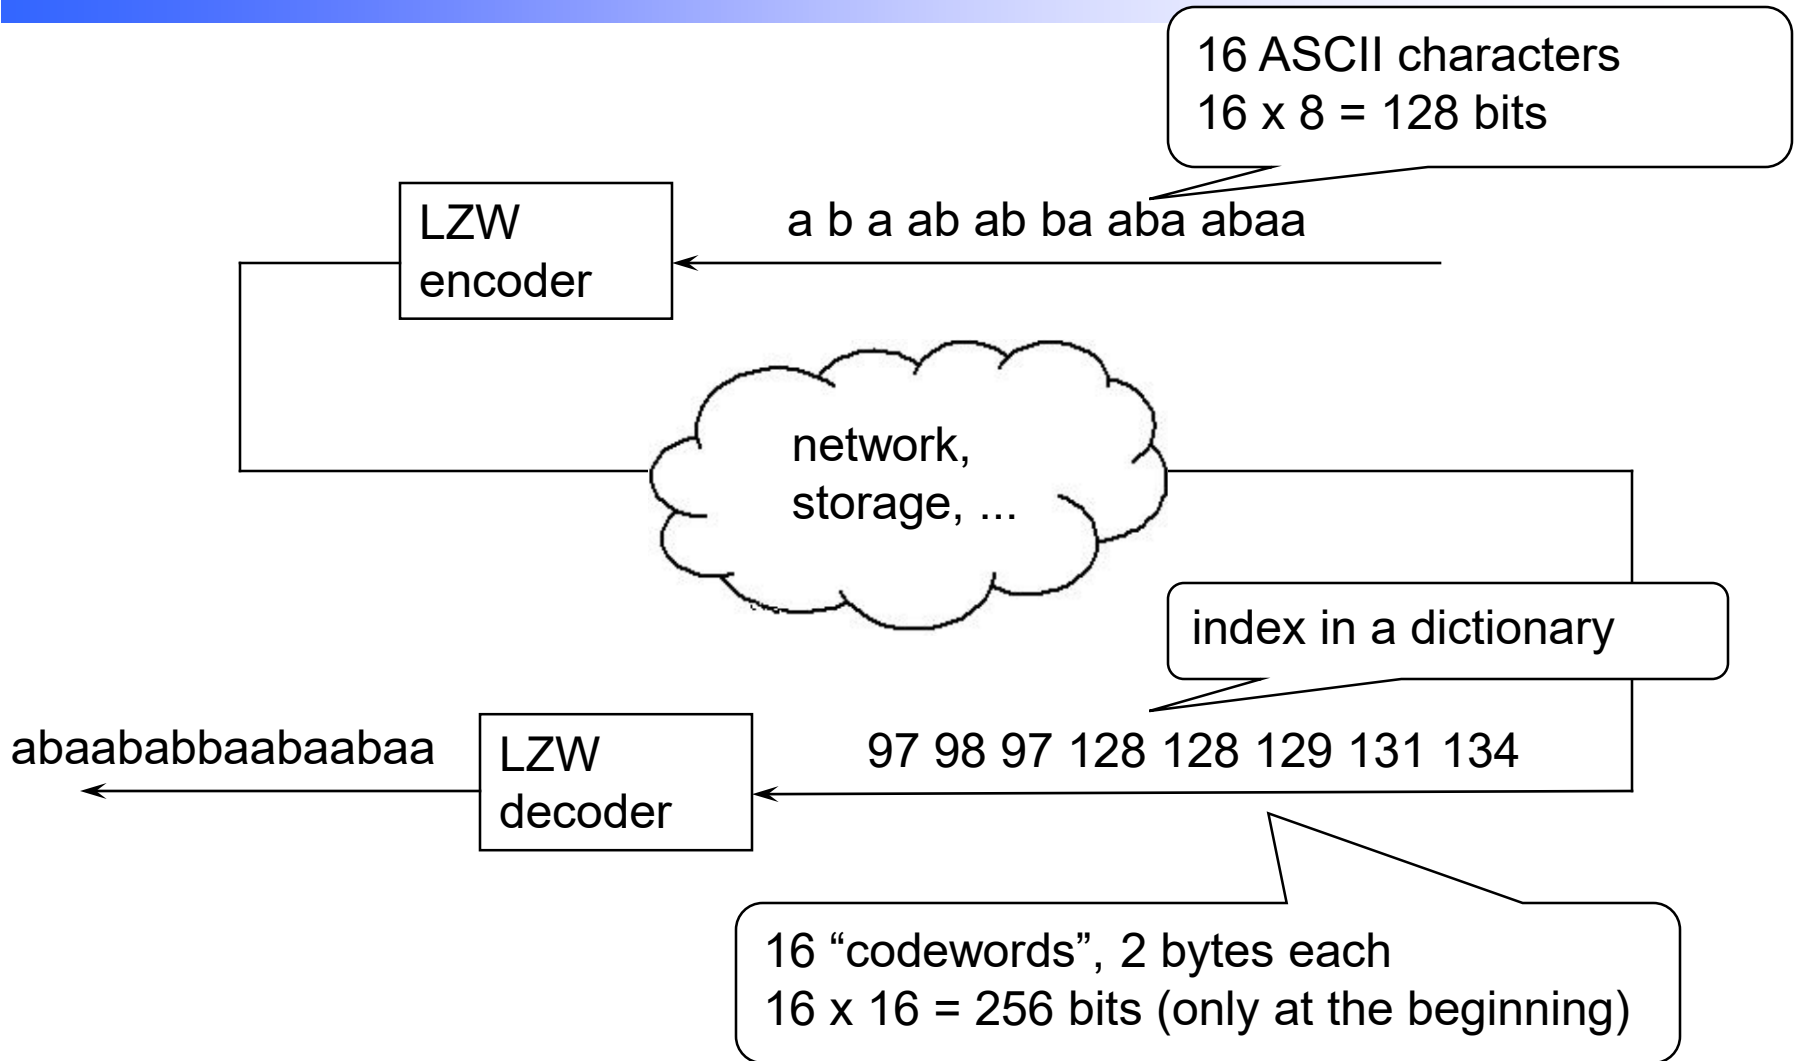 16 ASCII characters
16 x 8 = 128 bits
LZW
encoder
a b a ab ab ba aba abaa
network,
storage, ...
index in a dictionary
abaababbaabaabaa
LZW
decoder
97 98 97 128 128 129 131 134
16 “codewords”, 2 bytes each
16 x 16 = 256 bits (only at the beginning)